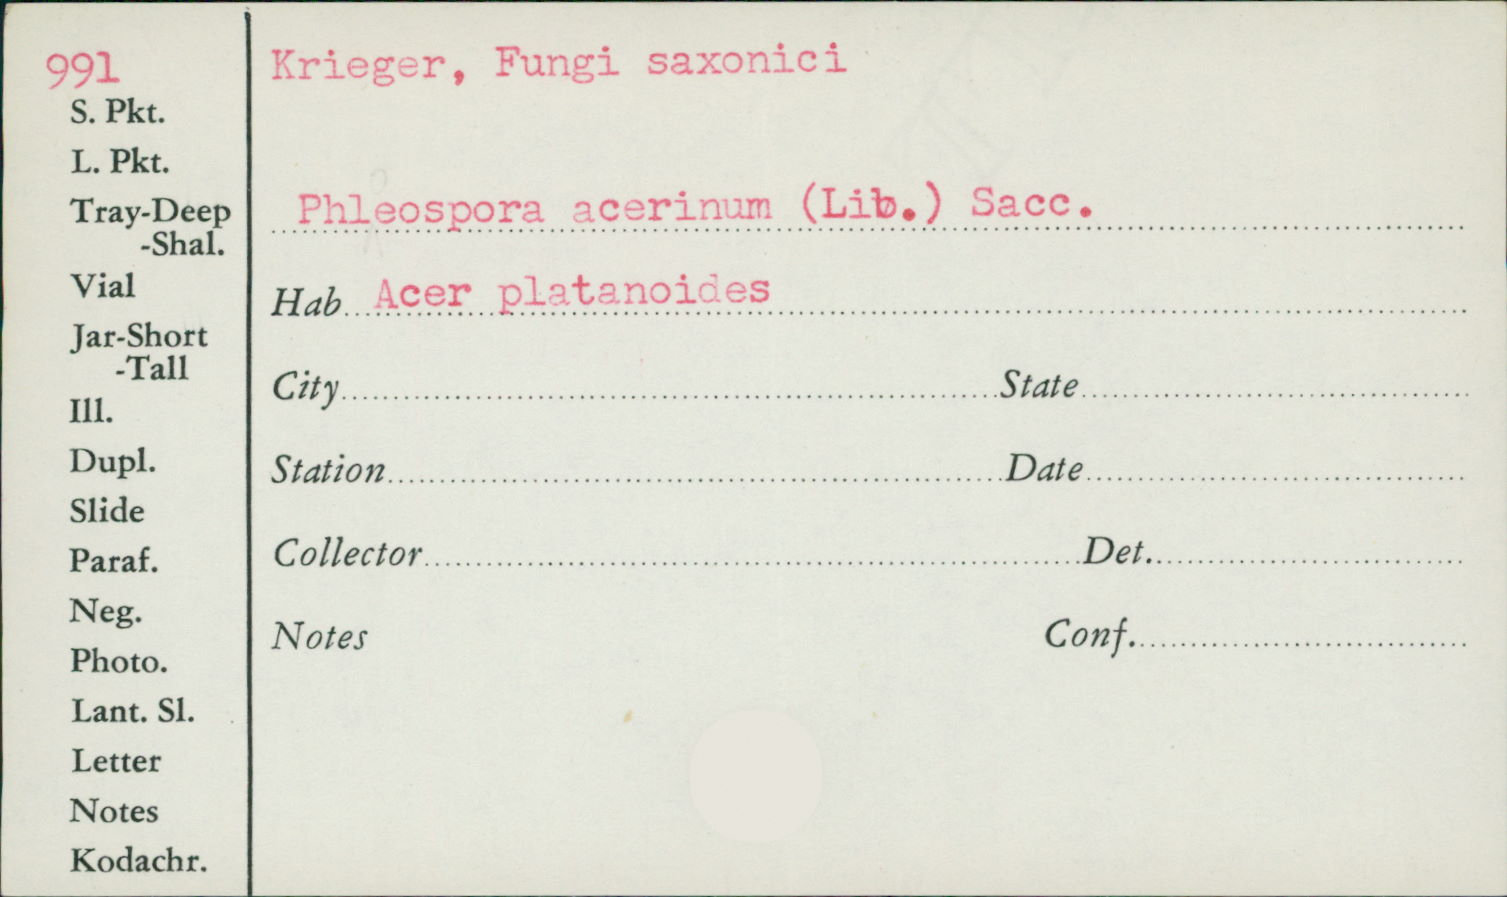 991
Krieger, Fungi saxonici
S. Pkt.
L. Pkt.
Tray-Deep
-Shal.
Vial
Jar-Short
-Tall
Ill.
Dupl.
Slide
Paraf.
Neg.
Photo.
Lant. Sl.
Letter
Notes
Kodachr.
Phleospora acerinum (Lib.) Sacc.
Hab Acer platanoides
City State
Station Date
Collector Det.
Notes Conf.